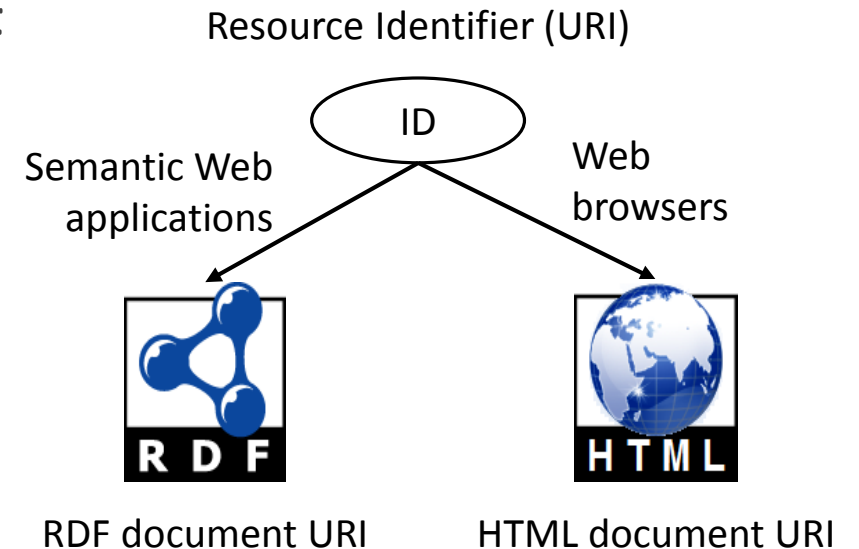 :
Resource Identifier (URI)
ID
Semantic Web
applications
Web
browsers
RDF
HTML
RDF document URI
HTML document URI